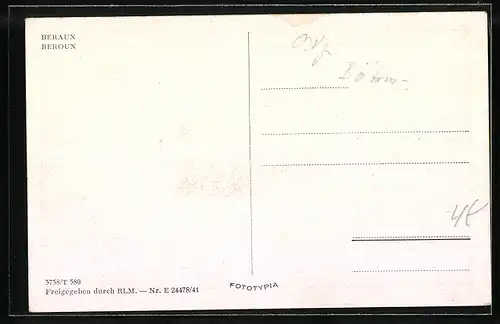 BERAUN
BEROUN
Böhm-
4€
3758/T 580
Freigegeben durch RLM. — Nr. E 24478/41
FOTOTYPIA